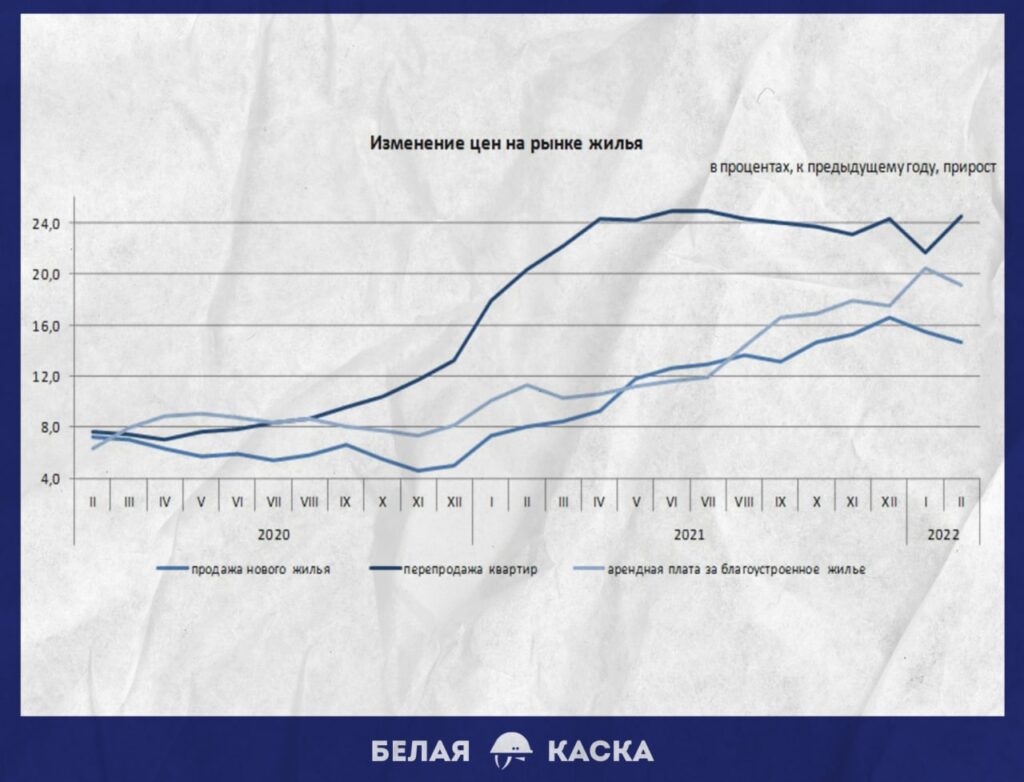 Изменение цен на рынке жилья
в процентах, к предыдущему году, прирост
24,0
20,0
16,0
12,0
8,0
4,0
II III IV V VI VII VIII IX X XI XII I II III IV V VI VII VIII IX X XI XII I II
2020 2021 2022
продажа нового жилья перепродажа квартир арендная плата за благоустроенное жилье
БЕЛАЯ КАСКА